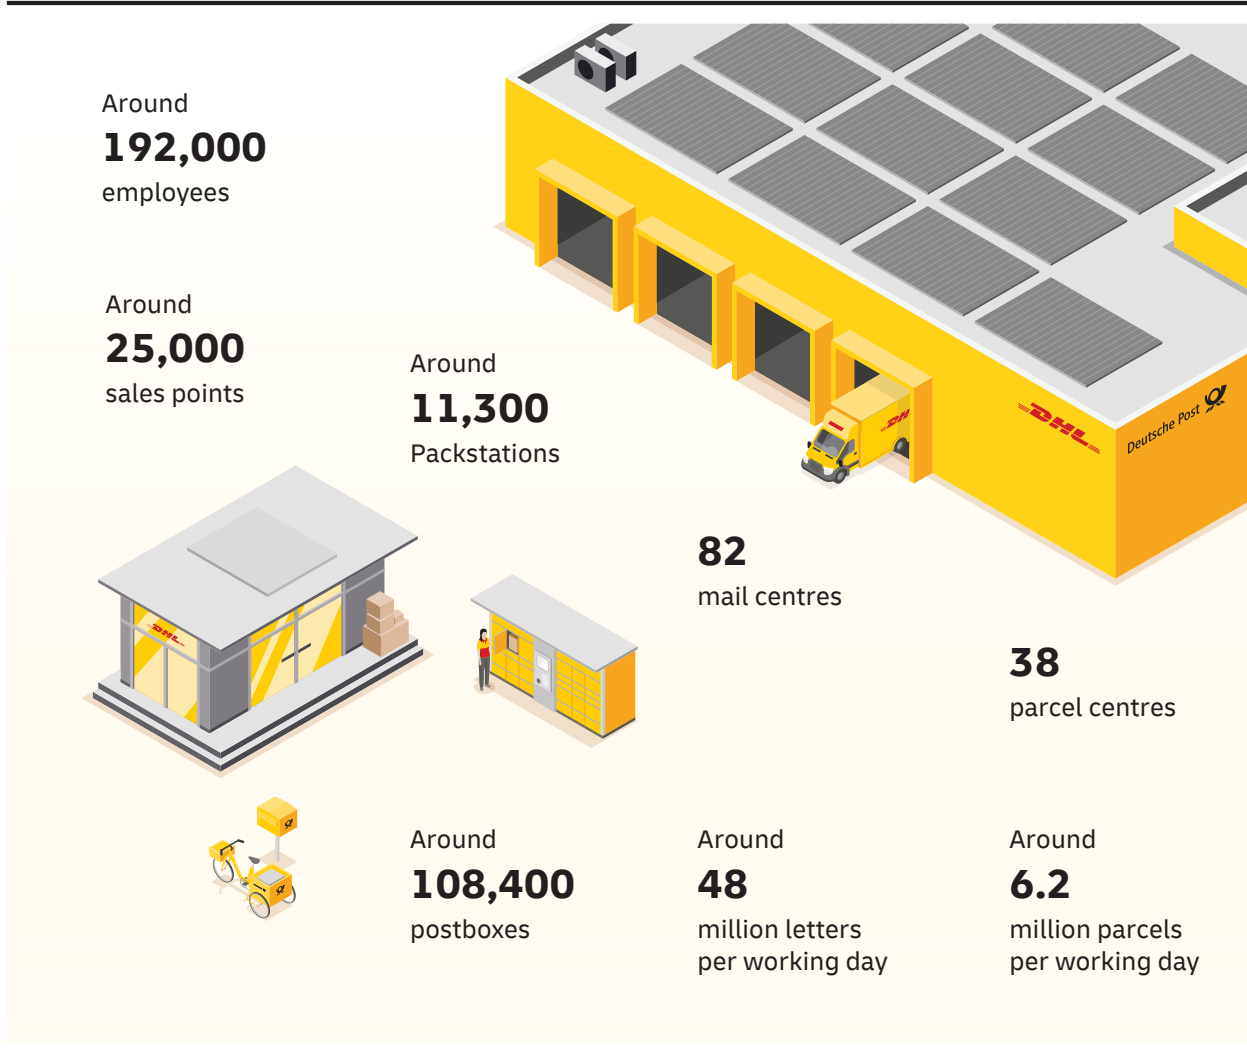 Around
192,000
employees
Around
25,000
sales points
Around
11,300
Packstations
DHL
DHL
Deutsche Post
82
mail centres
DHL
38
parcel centres
Around
108,400
postboxes
Around
48
million letters
per working day
Around
6.2
million parcels
per working day